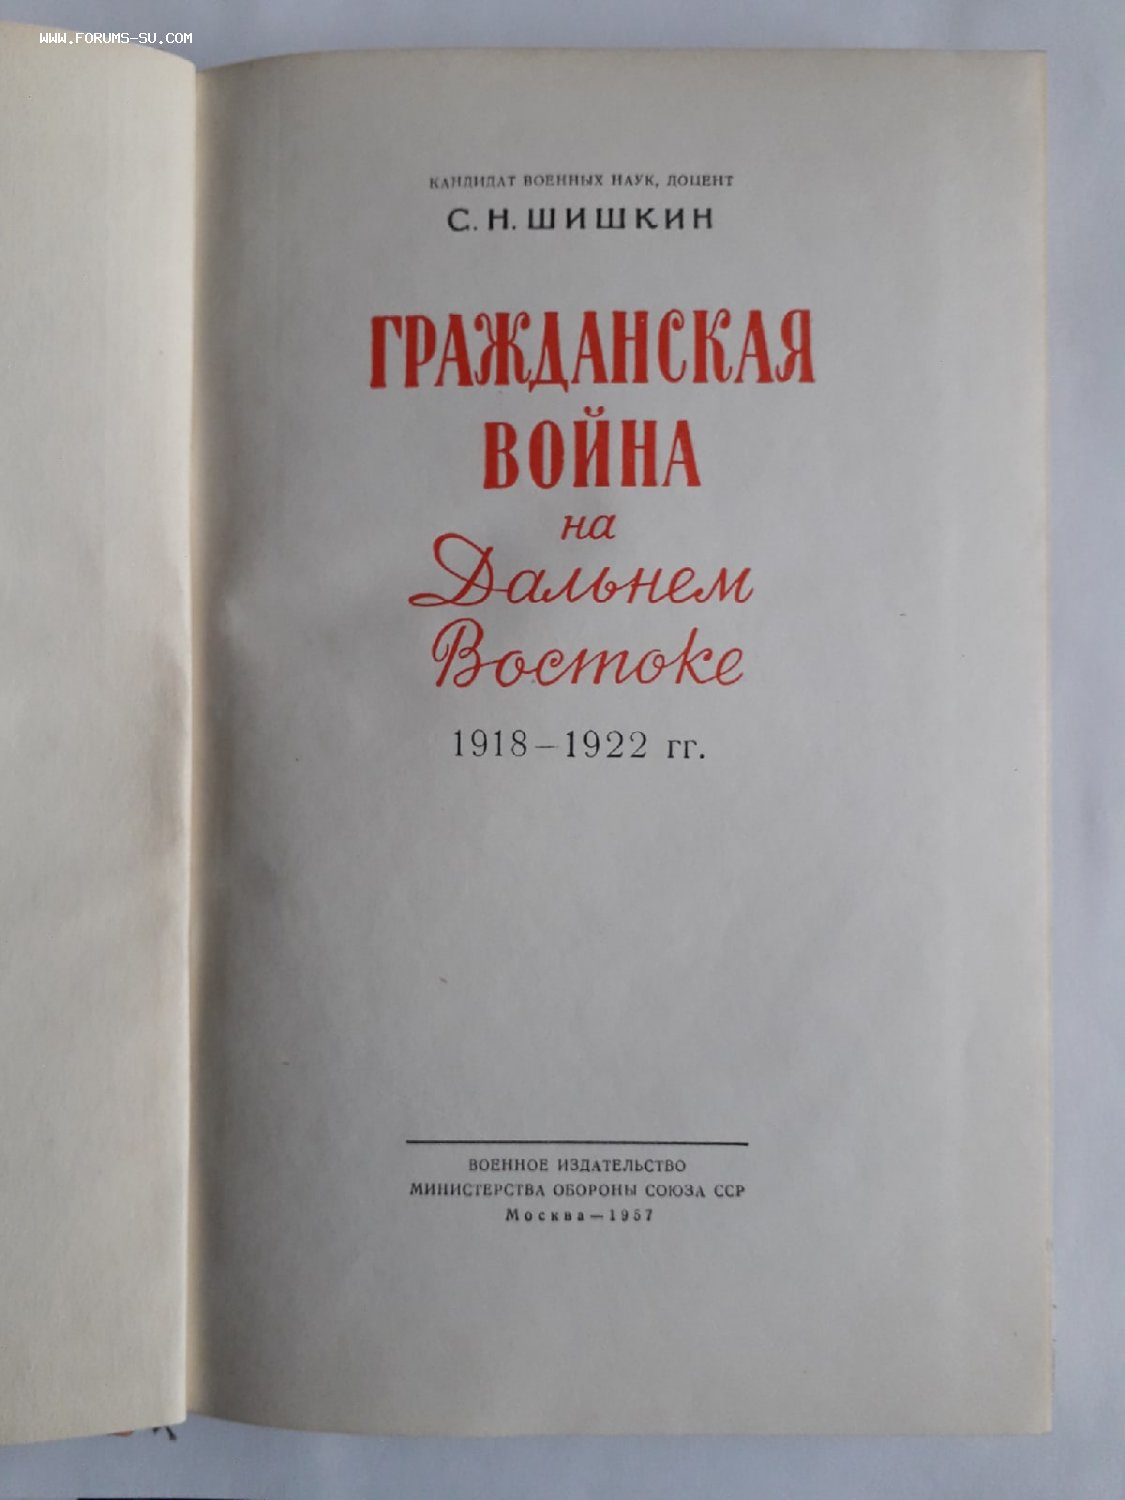 WWW.FORUMS-SU.COM
КАНДИДАТ ВОЕННЫХ НАУК, ДОЦЕНТ
С. Н. ШИШКИН
ГРАЖДАНСКАЯ
ВОЙНА
на
Дальнем
Востоке
1918–1922 гг.
ВОЕННОЕ ИЗДАТЕЛЬСТВО
МИНИСТЕРСТВА ОБОРОНЫ СОЮЗА ССР
Москва—1957